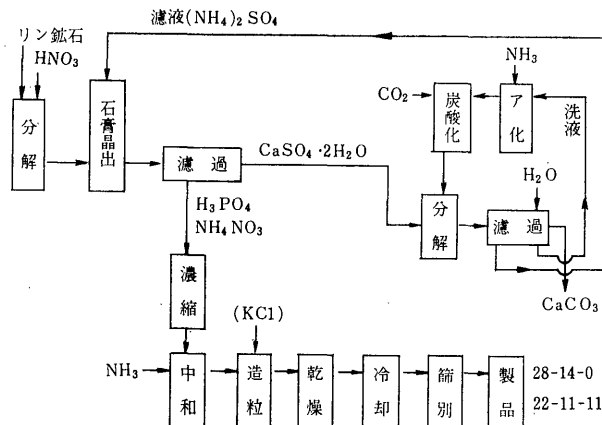 濾液(NH4)2SO4
リン鉱石
HNO3
分解
石膏晶出
濾過
CaSO4・2H2O
H3PO4
NH4NO3
CO2
炭酸化
NH3
ア化
洗液
分解
H2O
濾過
CaCO3
濃縮
(KCl)
NH3
中和
造粒
乾燥
冷却
篩別
製品
28-14-0
22-11-11